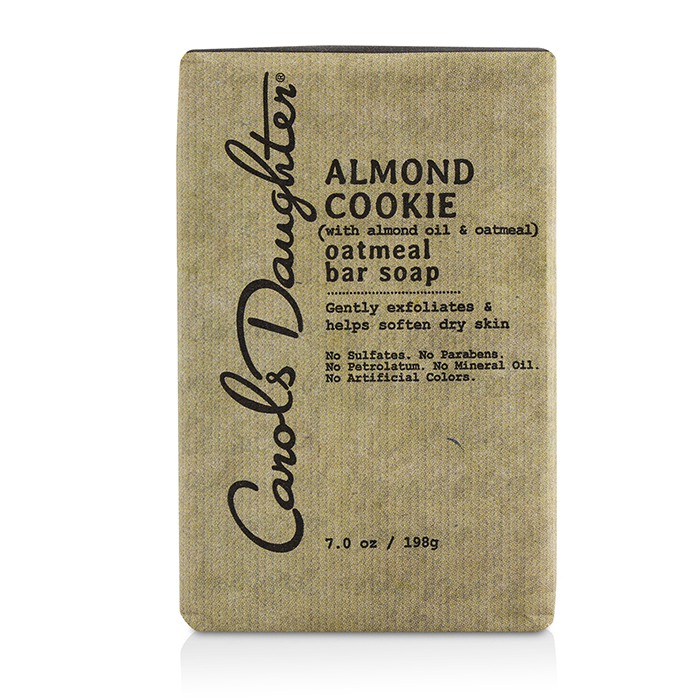 Carol's Daughter®
ALMOND
COOKIE
(with almond oil & oatmeal)
oatmeal
bar soap
Gently exfoliates &
helps soften dry skin
No Sulfates. No Parabens.
No Petrolatum. No Mineral Oil.
No Artificial Colors.
7.0 oz / 198g